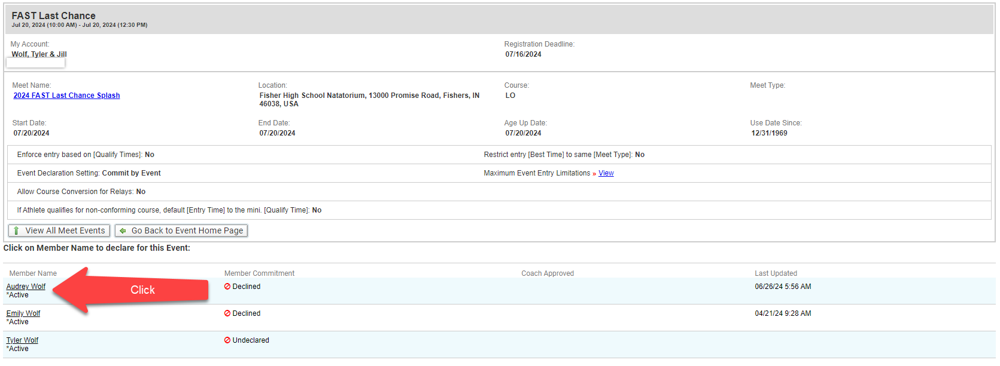 FAST Last Chance
Jul 20, 2024 (10:00 AM) - Jul 20, 2024 (12:30 PM)
My Account:
Registration Deadline:
Wolf, Tyler & Jill
07/16/2024
Meet Name:
Location:
Course:
Meet Type:
2024 FAST Last Chance Splash
Fisher High School Natatorium, 13000 Promise Road, Fishers, IN
46038, USA
LO
Start Date:
End Date:
Age Up Date:
Use Date Since:
07/20/2024
07/20/2024
07/20/2024
12/31/1969
Enforce entry based on [Qualify Times]: No
Restrict entry [Best Time] to same [Meet Type]: No
Event Declaration Setting: Commit by Event
Maximum Event Entry Limitations » View
Allow Course Conversion for Relays: No
If Athlete qualifies for non-conforming course, default [Entry Time] to the mini. [Qualify Time]: No
View All Meet Events
Go Back to Event Home Page
Click on Member Name to declare for this Event:
Member Name
Member Commitment
Coach Approved
Last Updated
Audrey Wolf
*Active
Click
Declined
06/26/24 5:56 AM
Emily Wolf
*Active
Declined
04/21/24 9:28 AM
Tyler Wolf
*Active
Undeclared